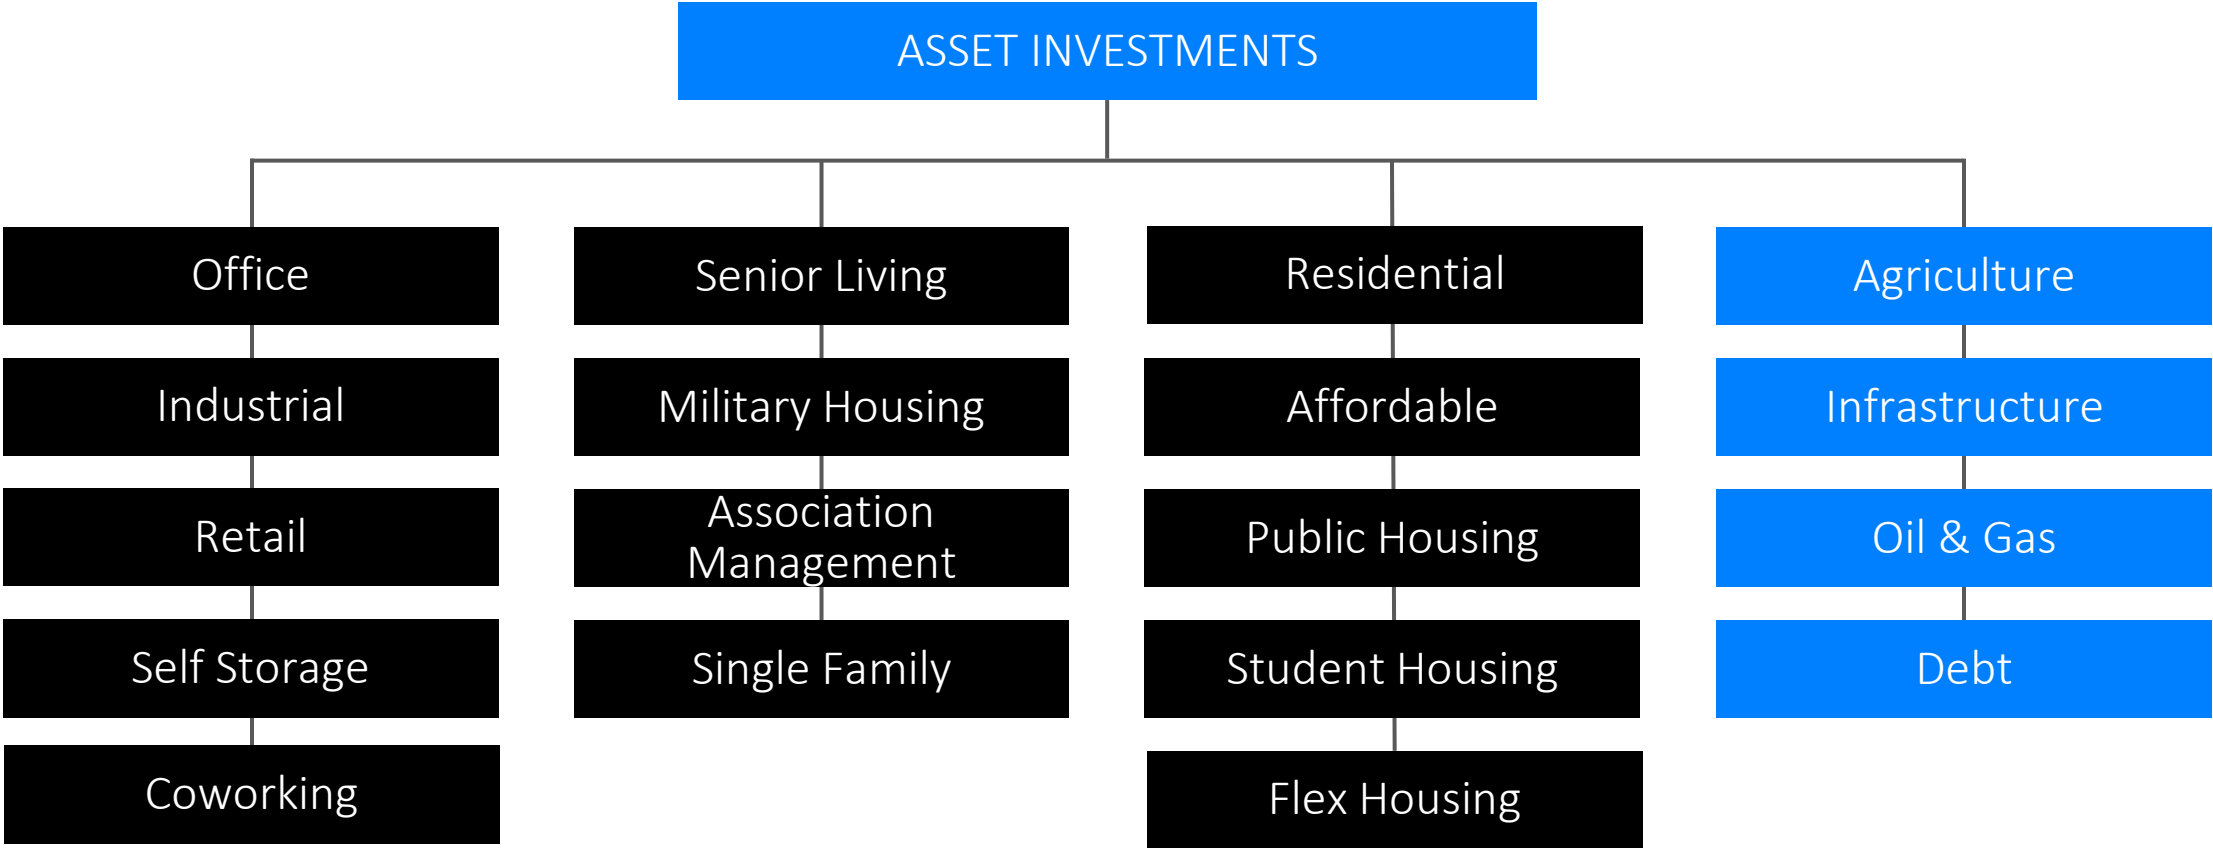 ASSET INVESTMENTS
Office
Industrial
Retail
Self Storage
Coworking
Senior Living
Military Housing
Association
Management
Single Family
Residential
Affordable
Public Housing
Student Housing
Flex Housing
Agriculture
Infrastructure
Oil & Gas
Debt